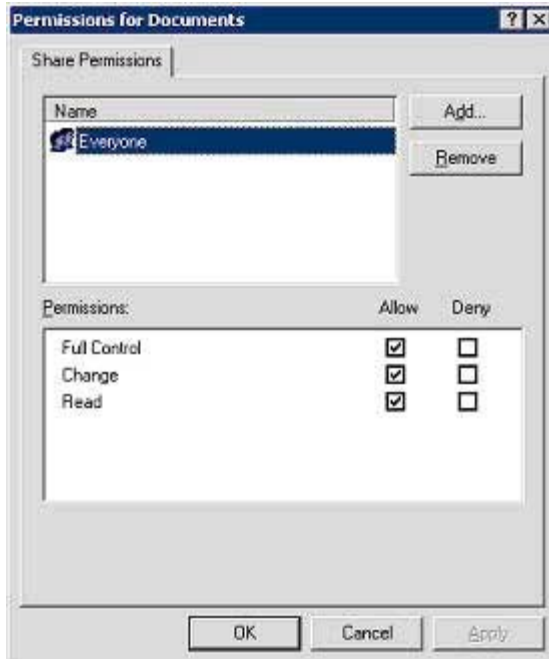 Permissions for Documents
Share Permissions
Name
Add...
Everyone
Remove
Permissions: Allow Deny
Full Control
Change
Read
OK Cancel Apply